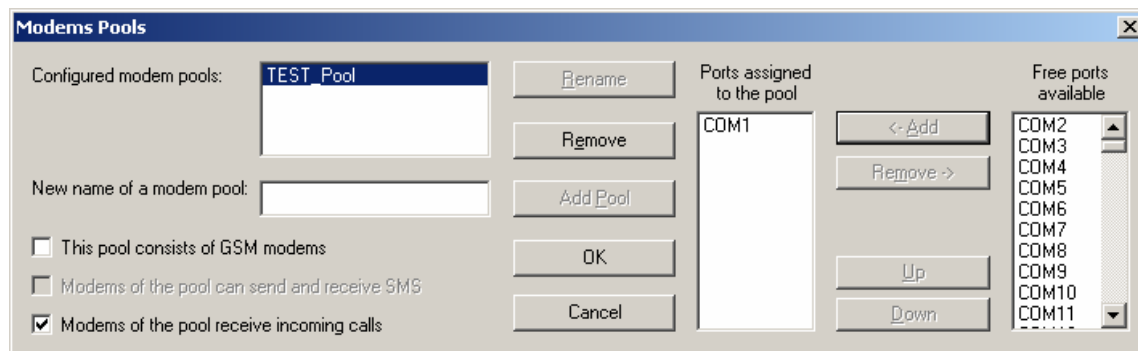 Modems Pools
Configured modem pools:
TEST_Pool
Rename
Remove
New name of a modem pool:
Add Pool
This pool consists of GSM modems
Modems of the pool can send and receive SMS
Modems of the pool receive incoming calls
OK
Cancel
Ports assigned
to the pool
COM1
<- Add
Remove ->
Up
Down
Free ports
available
COM2
COM3
COM4
COM5
COM6
COM7
COM8
COM9
COM10
COM11